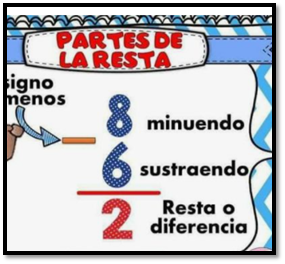 PARTES DE
LA RESTA
signo
menos
−
8 minuendo
6 sustraendo
2 Resta o
diferencia